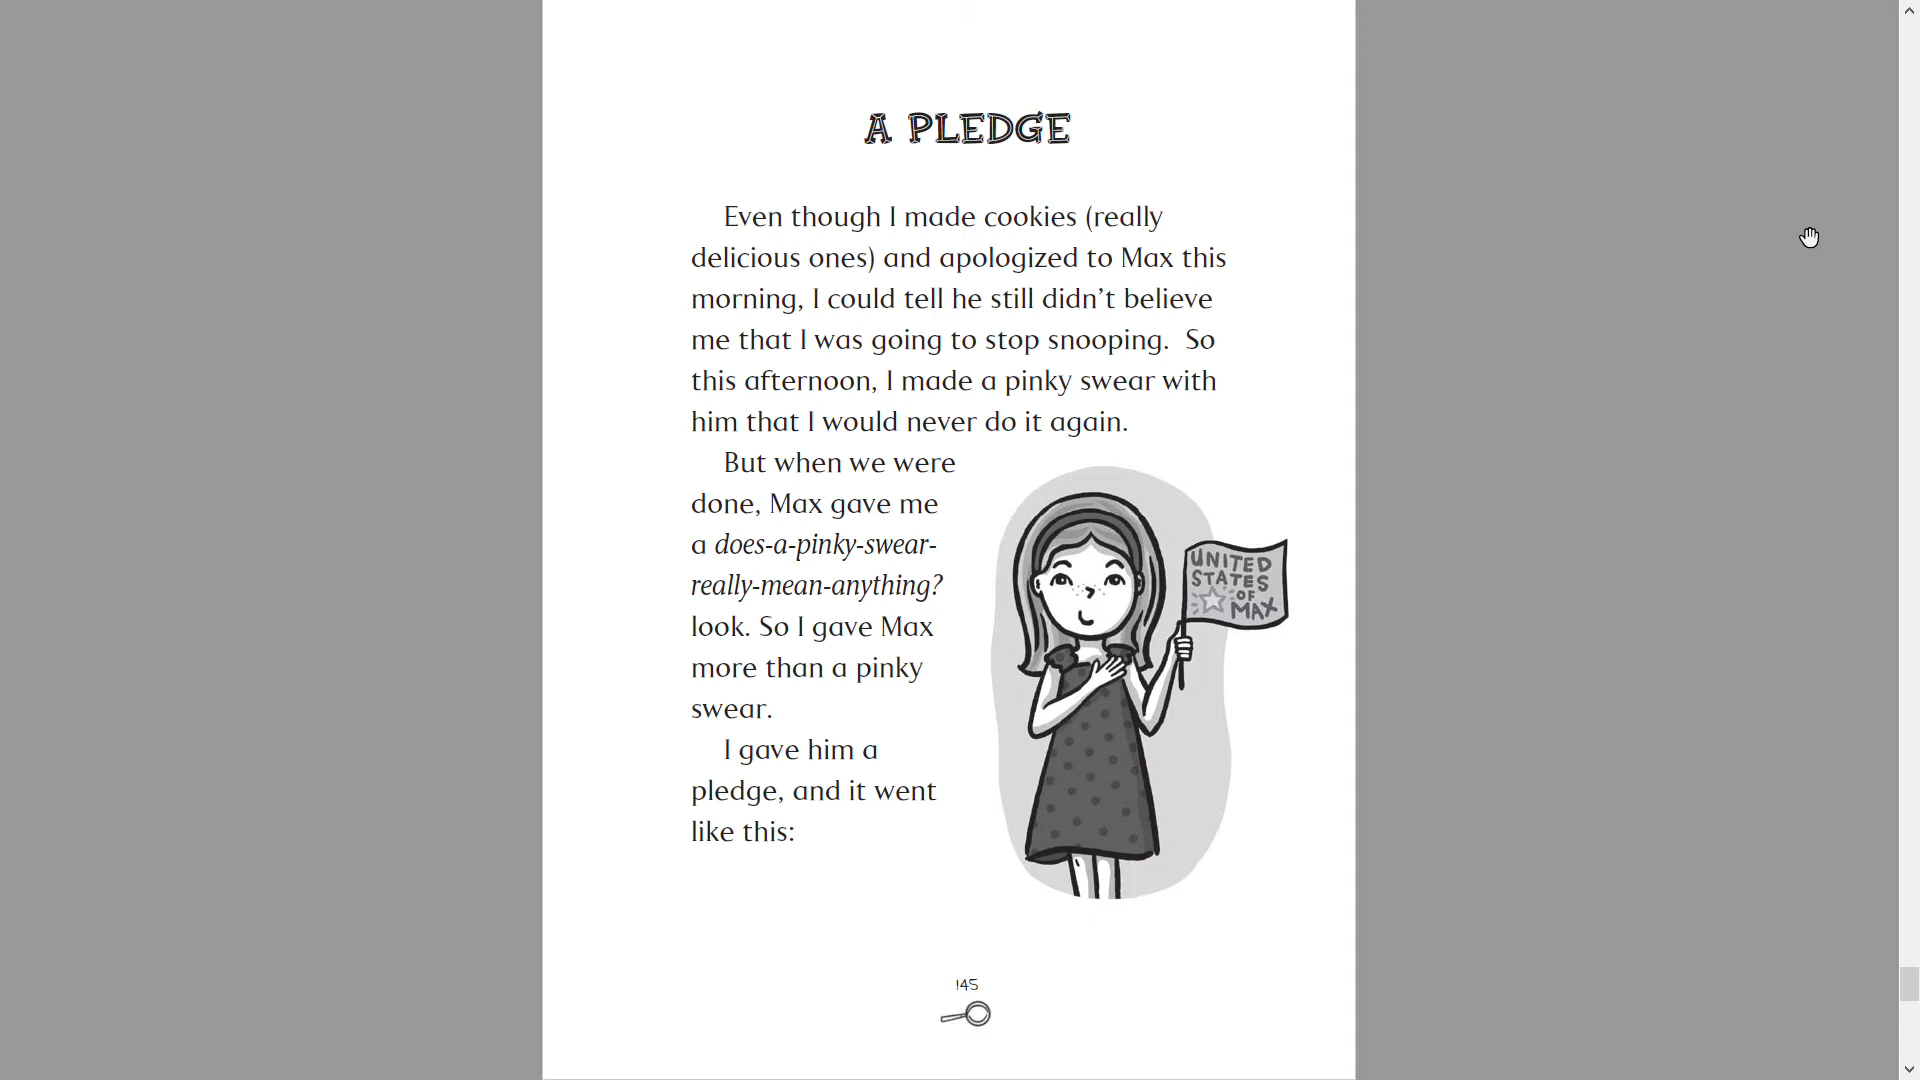 A PLEDGE
Even though I made cookies (really
delicious ones) and apologized to Max this
morning, I could tell he still didn’t believe
me that I was going to stop snooping.  So
this afternoon, I made a pinky swear with
him that I would never do it again.
But when we were
done, Max gave me
a does-a-pinky-swear-
really-mean-anything?
look. So I gave Max
more than a pinky
swear.
I gave him a
pledge, and it went
like this:
UNITED
STATES
OF
MAX
145